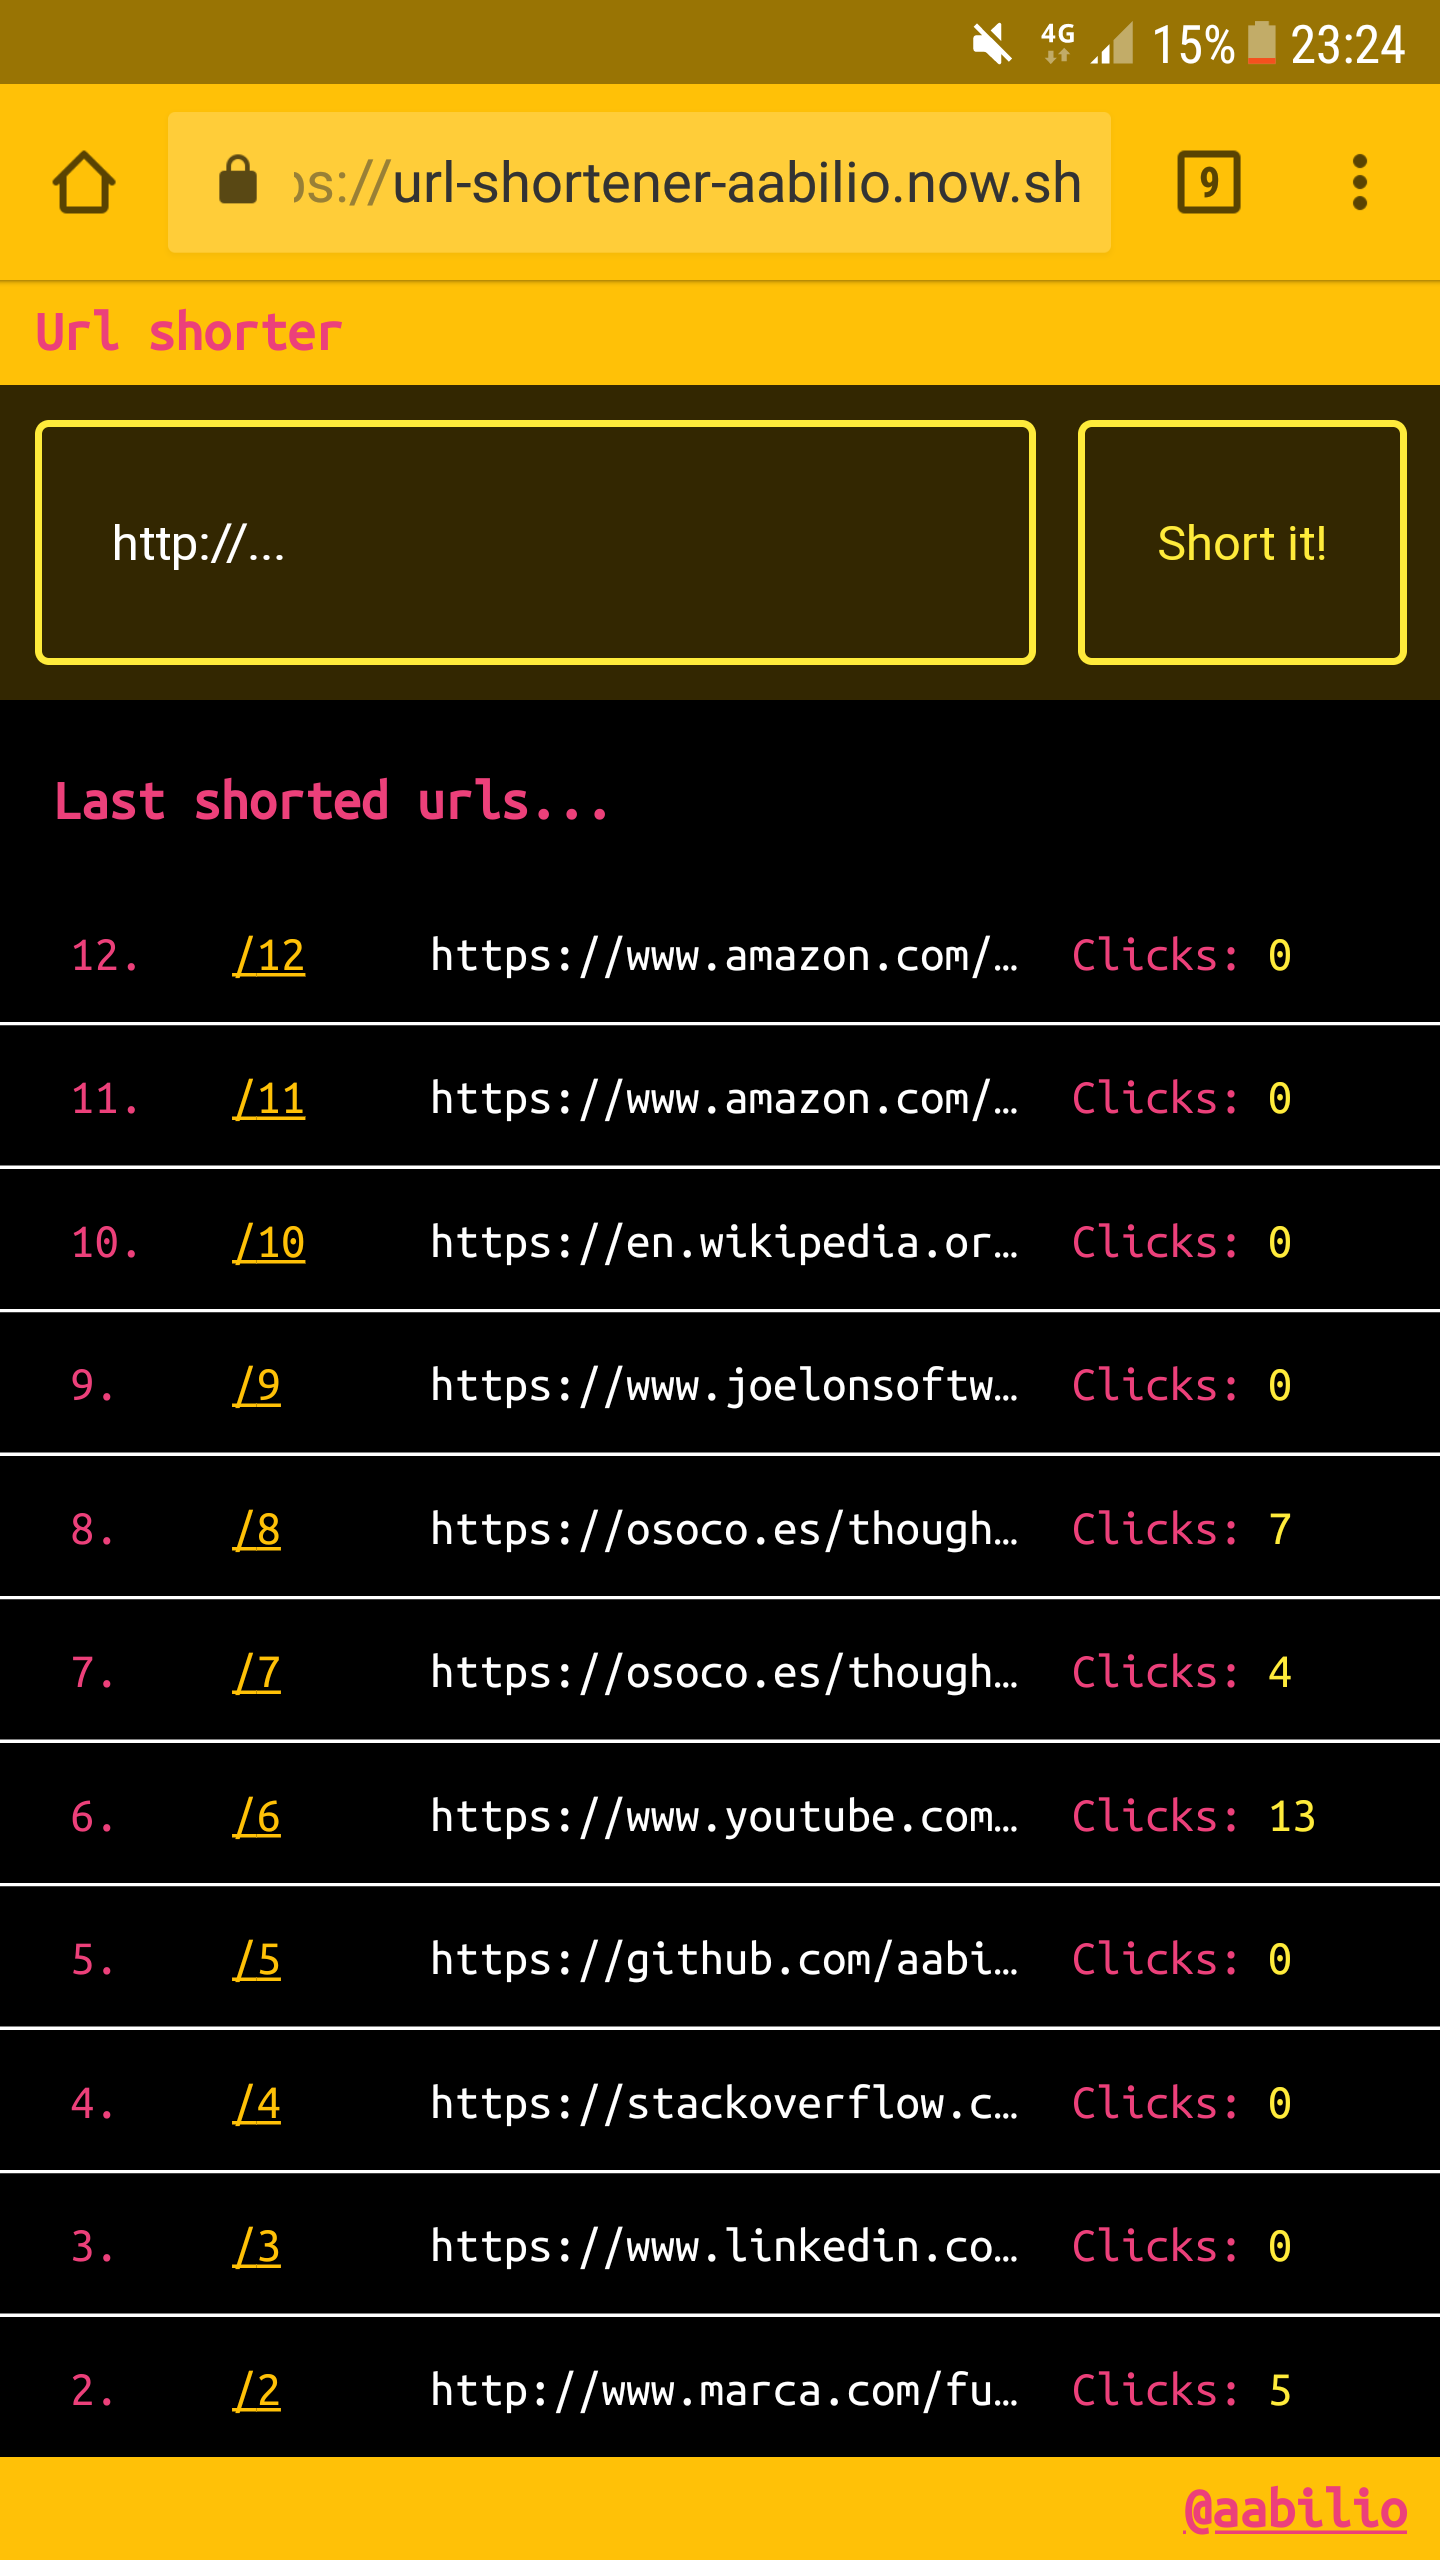 4G 15% 23:24
ps://url-shortener-aabilio.now.sh 9
Url shorter
http://... Short it!
Last shorted urls...
12. /12 https://www.amazon.com/… Clicks: 0
11. /11 https://www.amazon.com/… Clicks: 0
10. /10 https://en.wikipedia.or… Clicks: 0
9. /9 https://www.joelonsoftw… Clicks: 0
8. /8 https://osoco.es/though… Clicks: 7
7. /7 https://osoco.es/though… Clicks: 4
6. /6 https://www.youtube.com… Clicks: 13
5. /5 https://github.com/aabi… Clicks: 0
4. /4 https://stackoverflow.c… Clicks: 0
3. /3 https://www.linkedin.co… Clicks: 0
2. /2 http://www.marca.com/fu… Clicks: 5
@aabilio